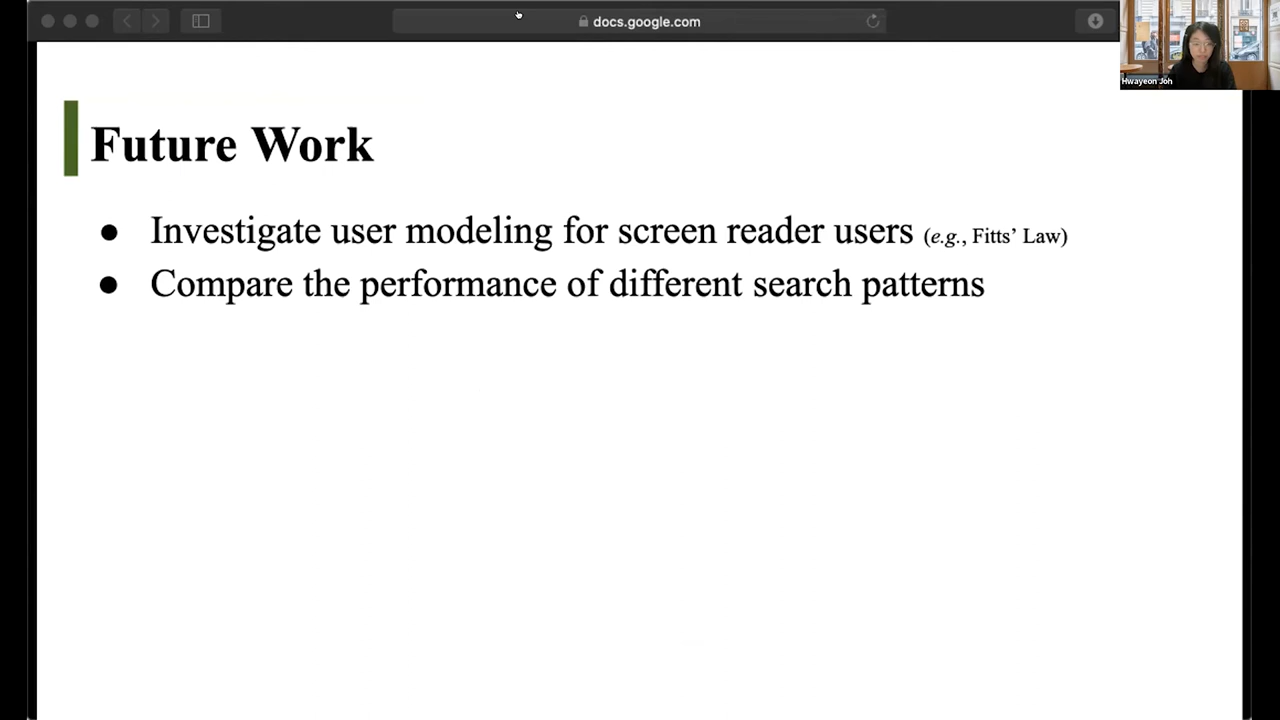 docs.google.com
Hwayeon Joh
Future Work
● Investigate user modeling for screen reader users (e.g., Fitts’ Law)
● Compare the performance of different search patterns